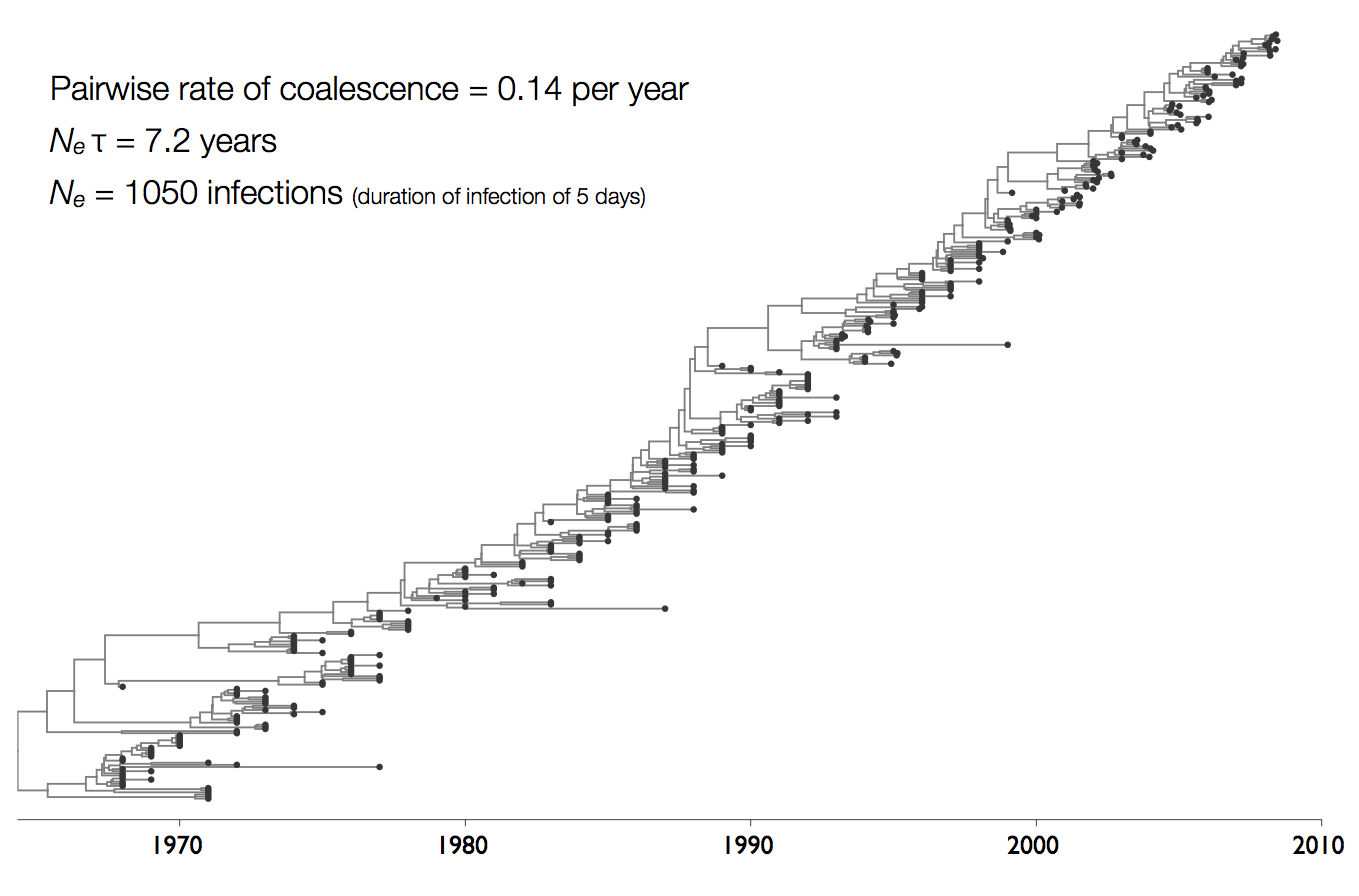 Pairwise rate of coalescence = 0.14 per year
Ne τ = 7.2 years
Ne = 1050 infections (duration of infection of 5 days)
1970 1980 1990 2000 2010